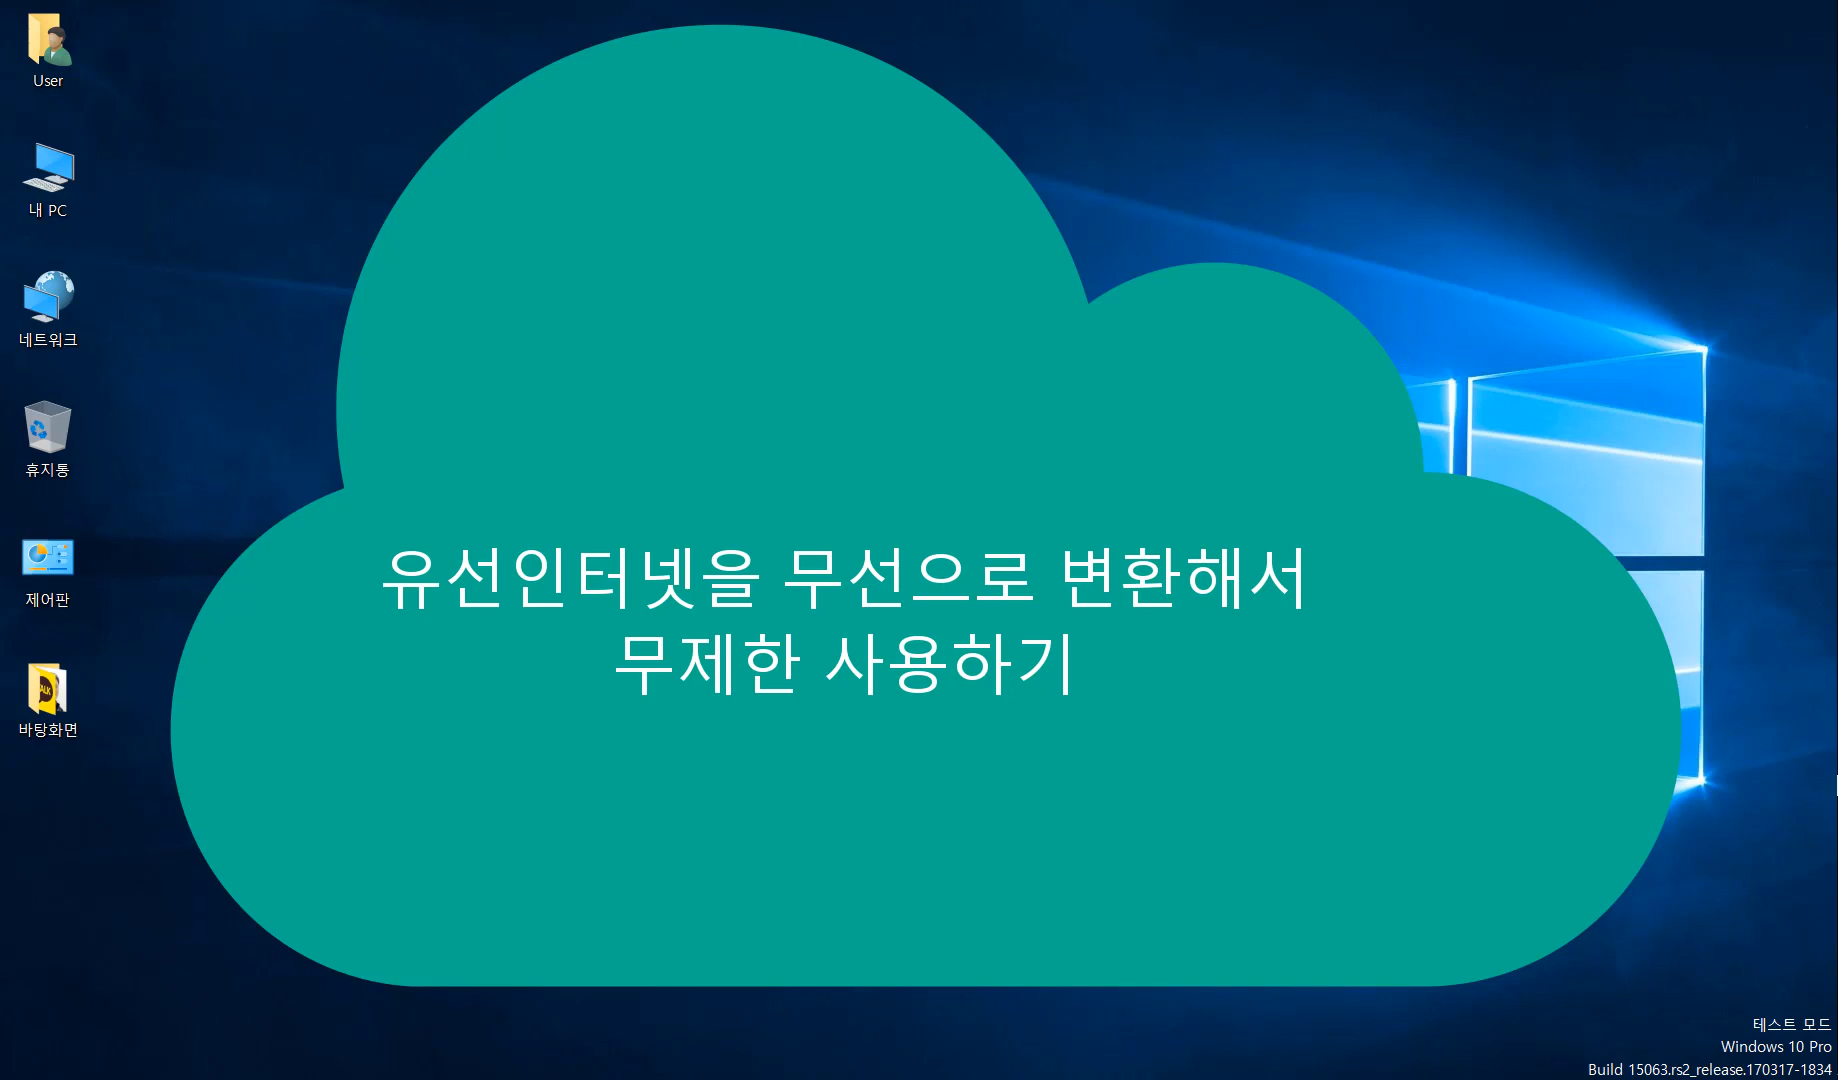 User
내 PC
네트워크
휴지통
제어판
바탕화면
유선인터넷을 무선으로 변환해서
무제한 사용하기
테스트 모드
Windows 10 Pro
Build 15063.rs2_release.170317-1834